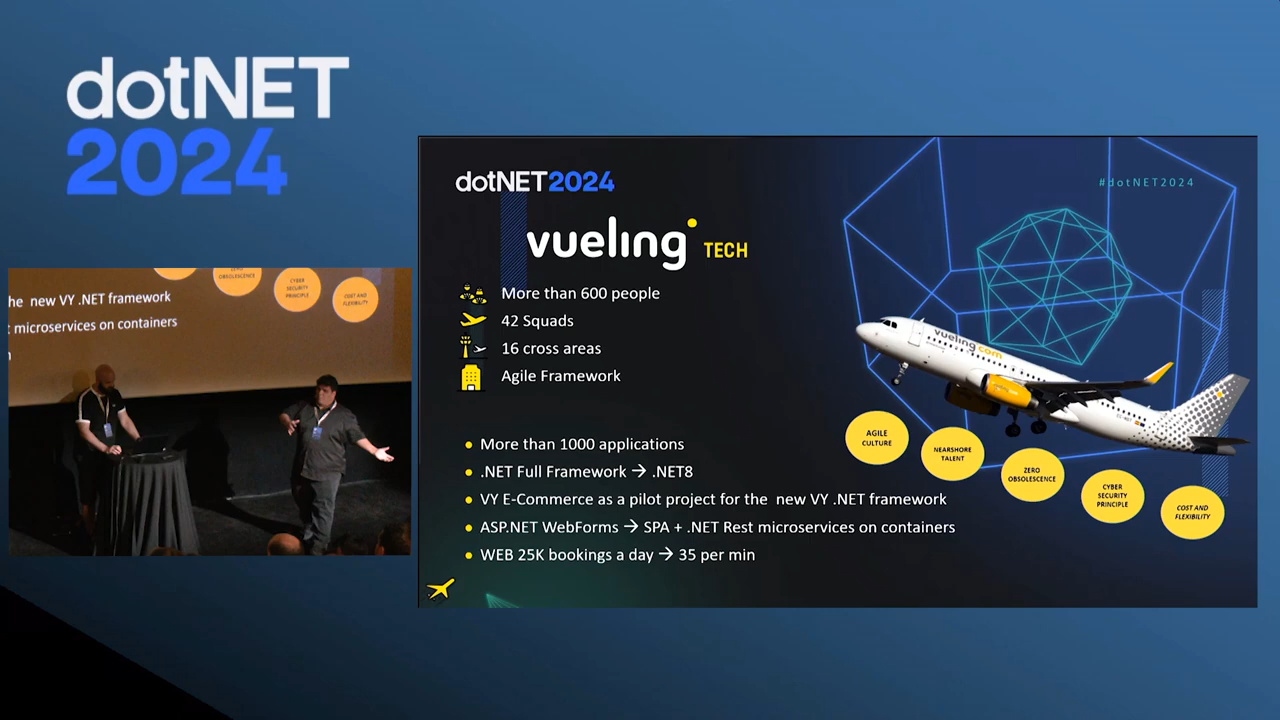 dotNET
2024
he new VY .NET framework
microservices on containers
OBSOLESCENCE
CYBER
SECURITY
PRINCIPLE
COST AND
FLEXIBILITY
dotNET2024
#dotNET2024
vueling TECH
More than 600 people
42 Squads
16 cross areas
Agile Framework
vueling.com
More than 1000 applications
.NET Full Framework → .NET8
VY E-Commerce as a pilot project for the new VY .NET framework
ASP.NET WebForms → SPA + .NET Rest microservices on containers
WEB 25K bookings a day → 35 per min
AGILE
CULTURE
NEARSHORE
TALENT
ZERO
OBSOLESCENCE
CYBER
SECURITY
PRINCIPLE
COST AND
FLEXIBILITY